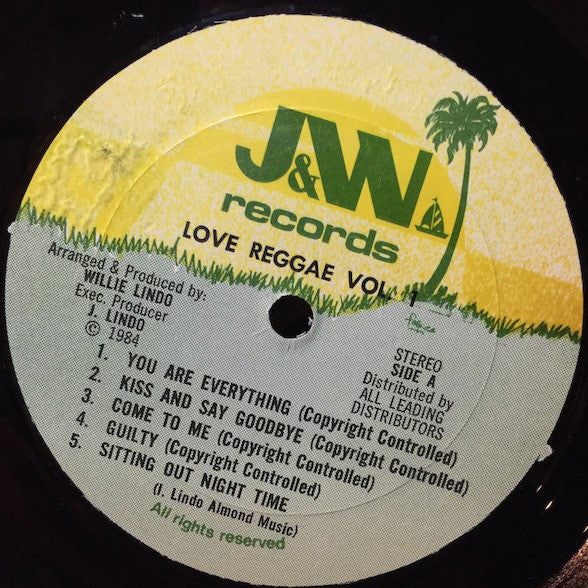 J&W
records
LOVE REGGAE VOL. 1
Arranged & Produced by:
WILLIE LINDO
Exec. Producer
J. LINDO
© 1984
STEREO
SIDE A
Distributed by
ALL LEADING
DISTRIBUTORS
1. YOU ARE EVERYTHING (Copyright Controlled)
2. KISS AND SAY GOODBYE (Copyright Controlled)
3. COME TO ME (Copyright Controlled)
4. GUILTY (Copyright Controlled)
5. SITTING OUT NIGHT TIME
(I. Lindo Almond Music)
All rights reserved